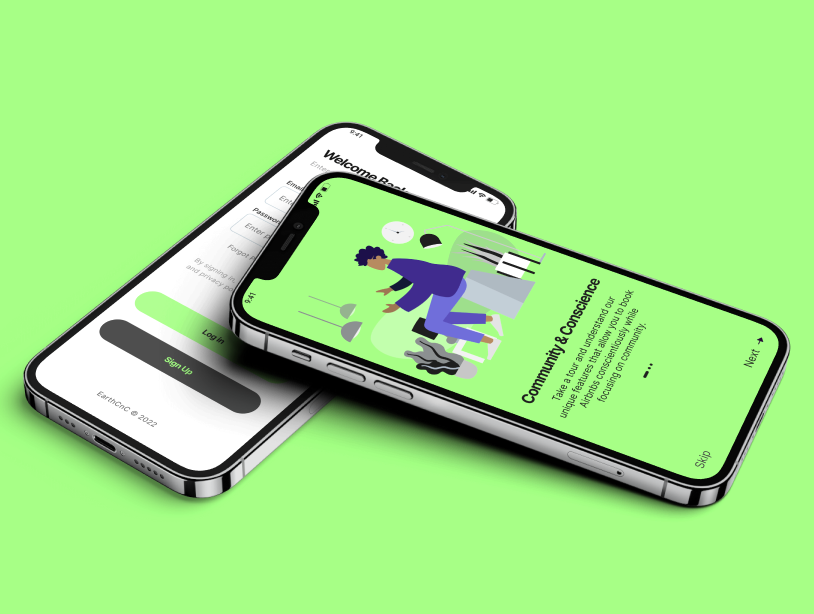 9:41
Welcome Back
Email
Password
Enter
Forgot
By signing in
and privacy
Log in
Sign Up
EarthCnC © 2022
9:41
Community & Conscience
Take a tour and understand our
unique features that allow you to book
Airbnbs conscientiously while
focusing on community.
Skip
Next →